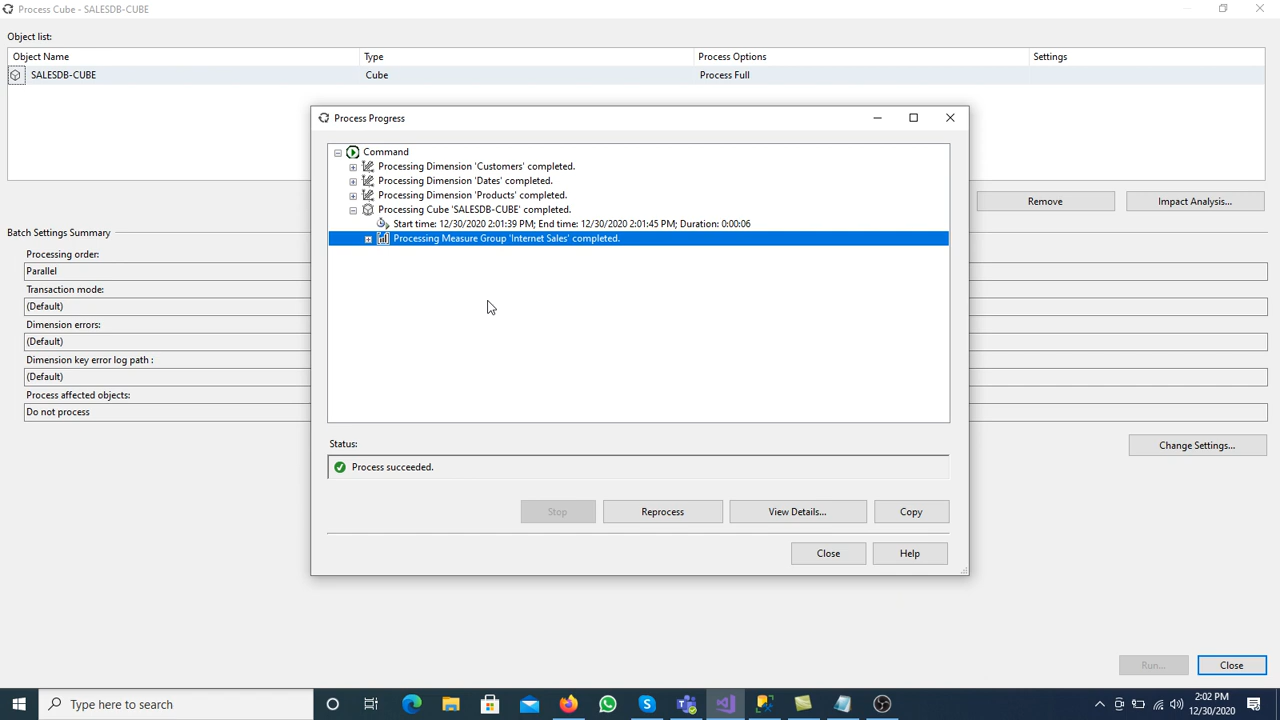 Process Cube - SALESDB-CUBE
Object list:
Object Name Type Process Options Settings
SALESDB-CUBE Cube Process Full
Process Progress
Command
Processing Dimension 'Customers' completed.
Processing Dimension 'Dates' completed.
Processing Dimension 'Products' completed.
Processing Cube 'SALESDB-CUBE' completed.
Start time: 12/30/2020 2:01:39 PM; End time: 12/30/2020 2:01:45 PM; Duration: 0:00:06
Processing Measure Group 'Internet Sales' completed.
Remove Impact Analysis...
Batch Settings Summary
Processing order:
Parallel
Transaction mode:
(Default)
Dimension errors:
(Default)
Dimension key error log path :
(Default)
Process affected objects:
Do not process
Change Settings...
Status:
Process succeeded.
Stop Reprocess View Details... Copy
Close Help
Run... Close
Type here to search
2:02 PM
12/30/2020